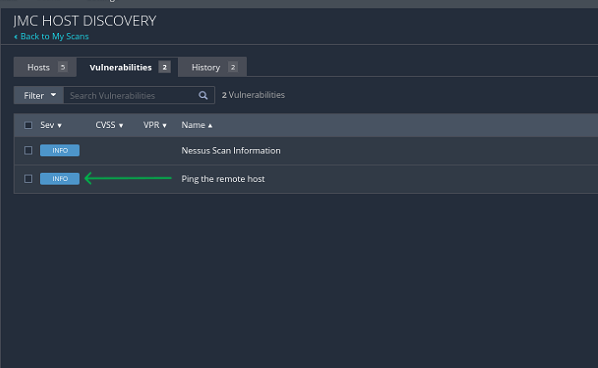 JMC HOST DISCOVERY
Back to My Scans
Hosts 5 Vulnerabilities 2 History 2
Filter Search Vulnerabilities 2 Vulnerabilities
Sev CVSS VPR Name
INFO Nessus Scan Information
INFO Ping the remote host